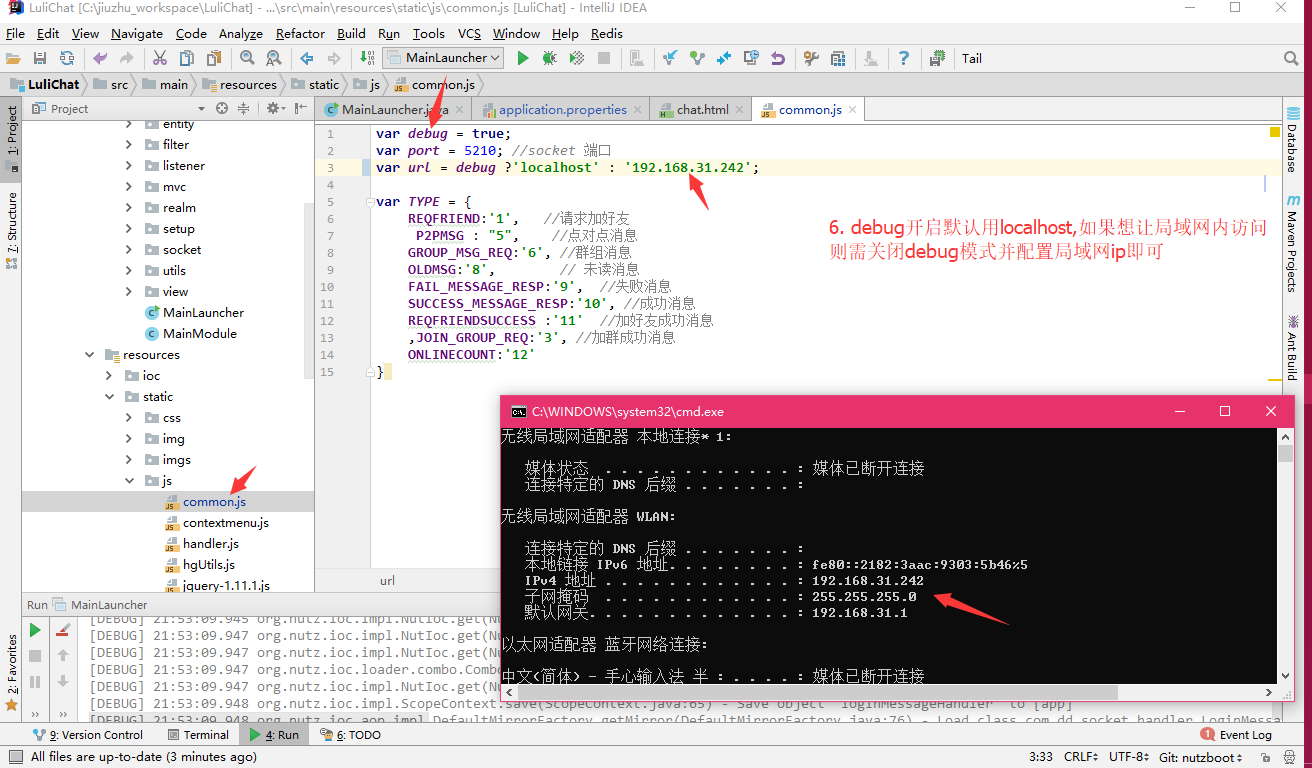 LuliChat [C:\jiuzhu_workspace\LuliChat] - ...\src\main\resources\static\js\common.js [LuliChat] - IntelliJ IDEA
File Edit View Navigate Code Analyze Refactor Build Run Tools VCS Window Help Redis
MainLauncher Tail
LuliChat src main resources static js common.js
Project MainLauncher.java application.properties chat.html common.js
1: Project
Z: Structure
2: Favorites
Database
Maven Projects
Ant Build
entity
filter
listener
mvc
realm
setup
socket
utils
view
MainLauncher
MainModule
resources
ioc
static
css
img
imgs
js
common.js
contextmenu.js
handler.js
hgUtils.js
jquery-1.11.1.js
1 var debug = true;
2 var port = 5210; //socket 端口
3 var url = debug ?'localhost' : '192.168.31.242';
4
5 var TYPE = {
6 REQFRIEND:'1', //请求加好友
7 P2PMSG : "5", //点对点消息
8 GROUP_MSG_REQ:'6', //群组消息
9 OLDMSG:'8', // 未读消息
10 FAIL_MESSAGE_RESP:'9', //失败消息
11 SUCCESS_MESSAGE_RESP:'10', //成功消息
12 REQFRIENDSUCCESS :'11' //加好友成功消息
13 ,JOIN_GROUP_REQ:'3', //加群成功消息
14 ONLINECOUNT:'12'
15 }
6. debug开启默认用localhost,如果想让局域网内访问
则需关闭debug模式并配置局域网ip即可
url
C:\WINDOWS\system32\cmd.exe
无线局域网适配器 本地连接* 1:
媒体状态 . . . . . . . . . . . . : 媒体已断开连接
连接特定的 DNS 后缀 . . . . . . . :
无线局域网适配器 WLAN:
连接特定的 DNS 后缀 . . . . . . . :
本地链接 IPv6 地址. . . . . . . . : fe80::2182:3aac:9303:5b46%5
IPv4 地址 . . . . . . . . . . . . : 192.168.31.242
子网掩码 . . . . . . . . . . . . : 255.255.255.0
默认网关. . . . . . . . . . . . . : 192.168.31.1
以太网适配器 蓝牙网络连接:
中文(简体) - 手心输入法 半 : . . . . : 媒体已断开连接
Run MainLauncher
[DEBUG] 21:53:09.945 org.nutz.ioc.impl.NutIoc.get(Nu
[DEBUG] 21:53:09.947 org.nutz.ioc.impl.NutIoc.get(Nu
[DEBUG] 21:53:09.947 org.nutz.ioc.impl.NutIoc.get(Nu
[DEBUG] 21:53:09.947 org.nutz.ioc.loader.combo.Combo
[DEBUG] 21:53:09.947 org.nutz.ioc.impl.NutIoc.get(Nu
[DEBUG] 21:53:09.948 org.nutz.ioc.impl.ScopeContext.save(ScopeContext.java:65) - Save object 'loginMessageHandler' to [app]
[DEBUG] 21:53:09.948 org.nutz.ioc.aop.impl.DefaultMirrorFactory.getMirror(DefaultMirrorFactory.java:76) - Load class com.dd.socket.handler.LoginMessa
9: Version Control Terminal 4: Run 6: TODO 1 Event Log
All files are up-to-date (3 minutes ago) 3:33 CRLF UTF-8 Git: nutzboot